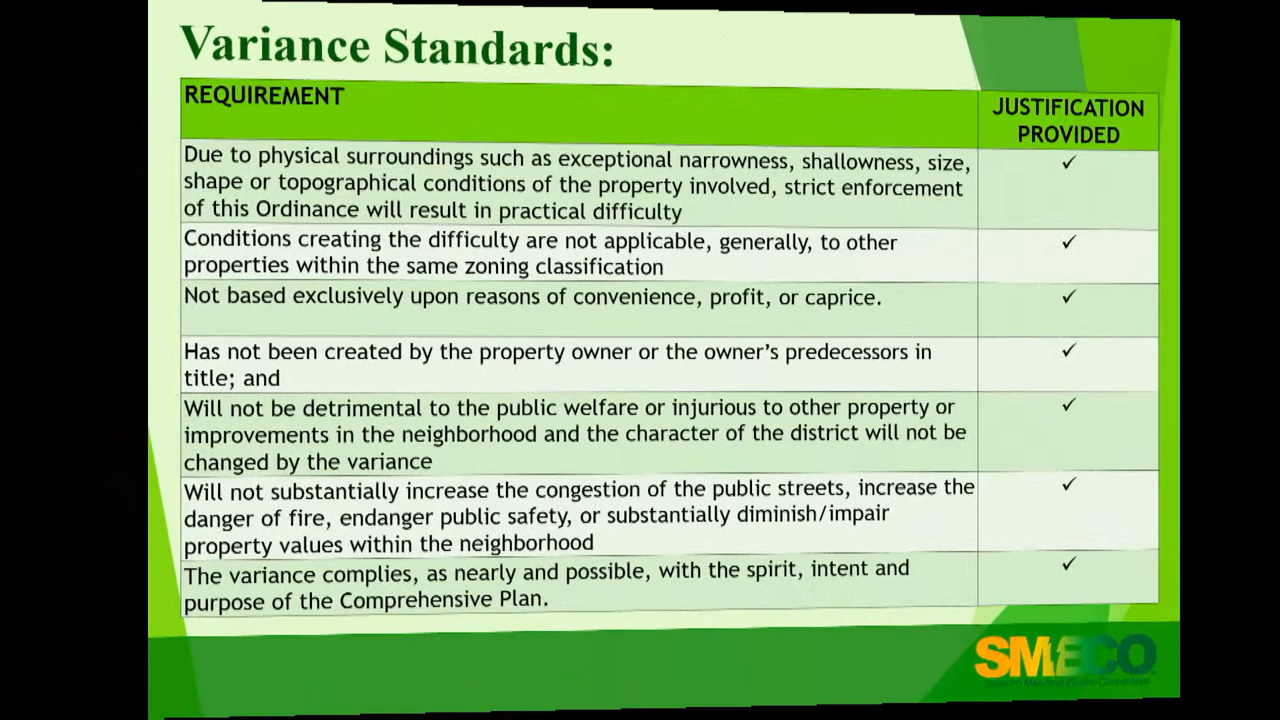 Variance Standards:
REQUIREMENT
JUSTIFICATION
PROVIDED
Due to physical surroundings such as exceptional narrowness, shallowness, size,
shape or topographical conditions of the property involved, strict enforcement
of this Ordinance will result in practical difficulty
✓
Conditions creating the difficulty are not applicable, generally, to other
properties within the same zoning classification
✓
Not based exclusively upon reasons of convenience, profit, or caprice.
✓
Has not been created by the property owner or the owner’s predecessors in
title; and
✓
Will not be detrimental to the public welfare or injurious to other property or
improvements in the neighborhood and the character of the district will not be
changed by the variance
✓
Will not substantially increase the congestion of the public streets, increase the
danger of fire, endanger public safety, or substantially diminish/impair
property values within the neighborhood
✓
The variance complies, as nearly and possible, with the spirit, intent and
purpose of the Comprehensive Plan.
✓
SMECO